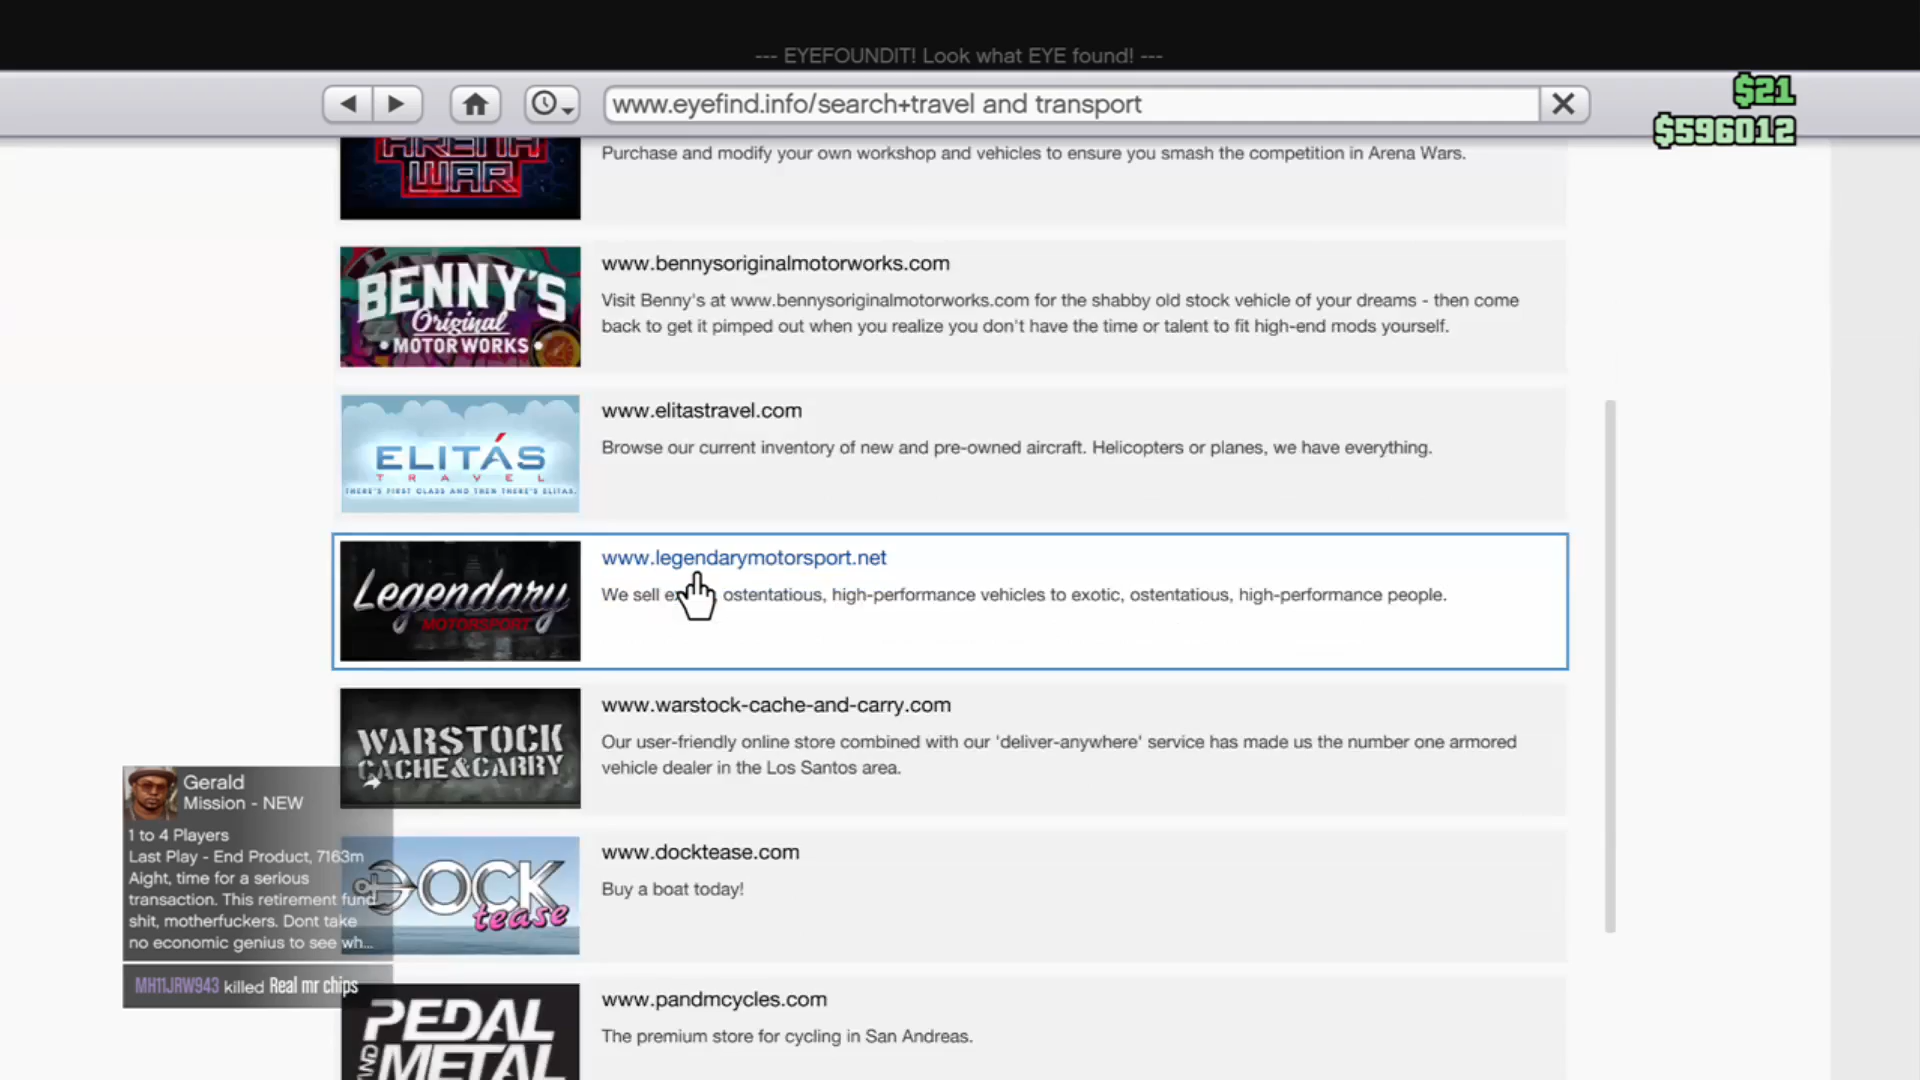 --- EYEFOUNDIT! Look what EYE found! ---
www.eyefind.info/search+travel and transport
$21
$596012
ARENA
WAR
Purchase and modify your own workshop and vehicles to ensure you smash the competition in Arena Wars.
BENNY'S
Original
•MOTORWORKS•
www.bennysoriginalmotorworks.com
Visit Benny's at www.bennysoriginalmotorworks.com for the shabby old stock vehicle of your dreams - then come
back to get it pimped out when you realize you don't have the time or talent to fit high-end mods yourself.
ELITÁS
TRAVEL
THERE'S FIRST CLASS AND THEN THERE'S ELITAS.
www.elitastravel.com
Browse our current inventory of new and pre-owned aircraft. Helicopters or planes, we have everything.
Legendary
MOTORSPORT
www.legendarymotorsport.net
We sell ostentatious, high-performance vehicles to exotic, ostentatious, high-performance people.
WARSTOCK
CACHE&CARRY
www.warstock-cache-and-carry.com
Our user-friendly online store combined with our 'deliver-anywhere' service has made us the number one armored
vehicle dealer in the Los Santos area.
DOCK
tease
www.docktease.com
Buy a boat today!
PEDAL
AND
METAL
www.pandmcycles.com
The premium store for cycling in San Andreas.
Gerald
Mission - NEW
1 to 4 Players
Last Play - End Product, 7163m
Aight, time for a serious
transaction. This retirement fund
shit, motherfuckers. Dont take
no economic genius to see wh...
MH11JRW943 killed Real mr chips